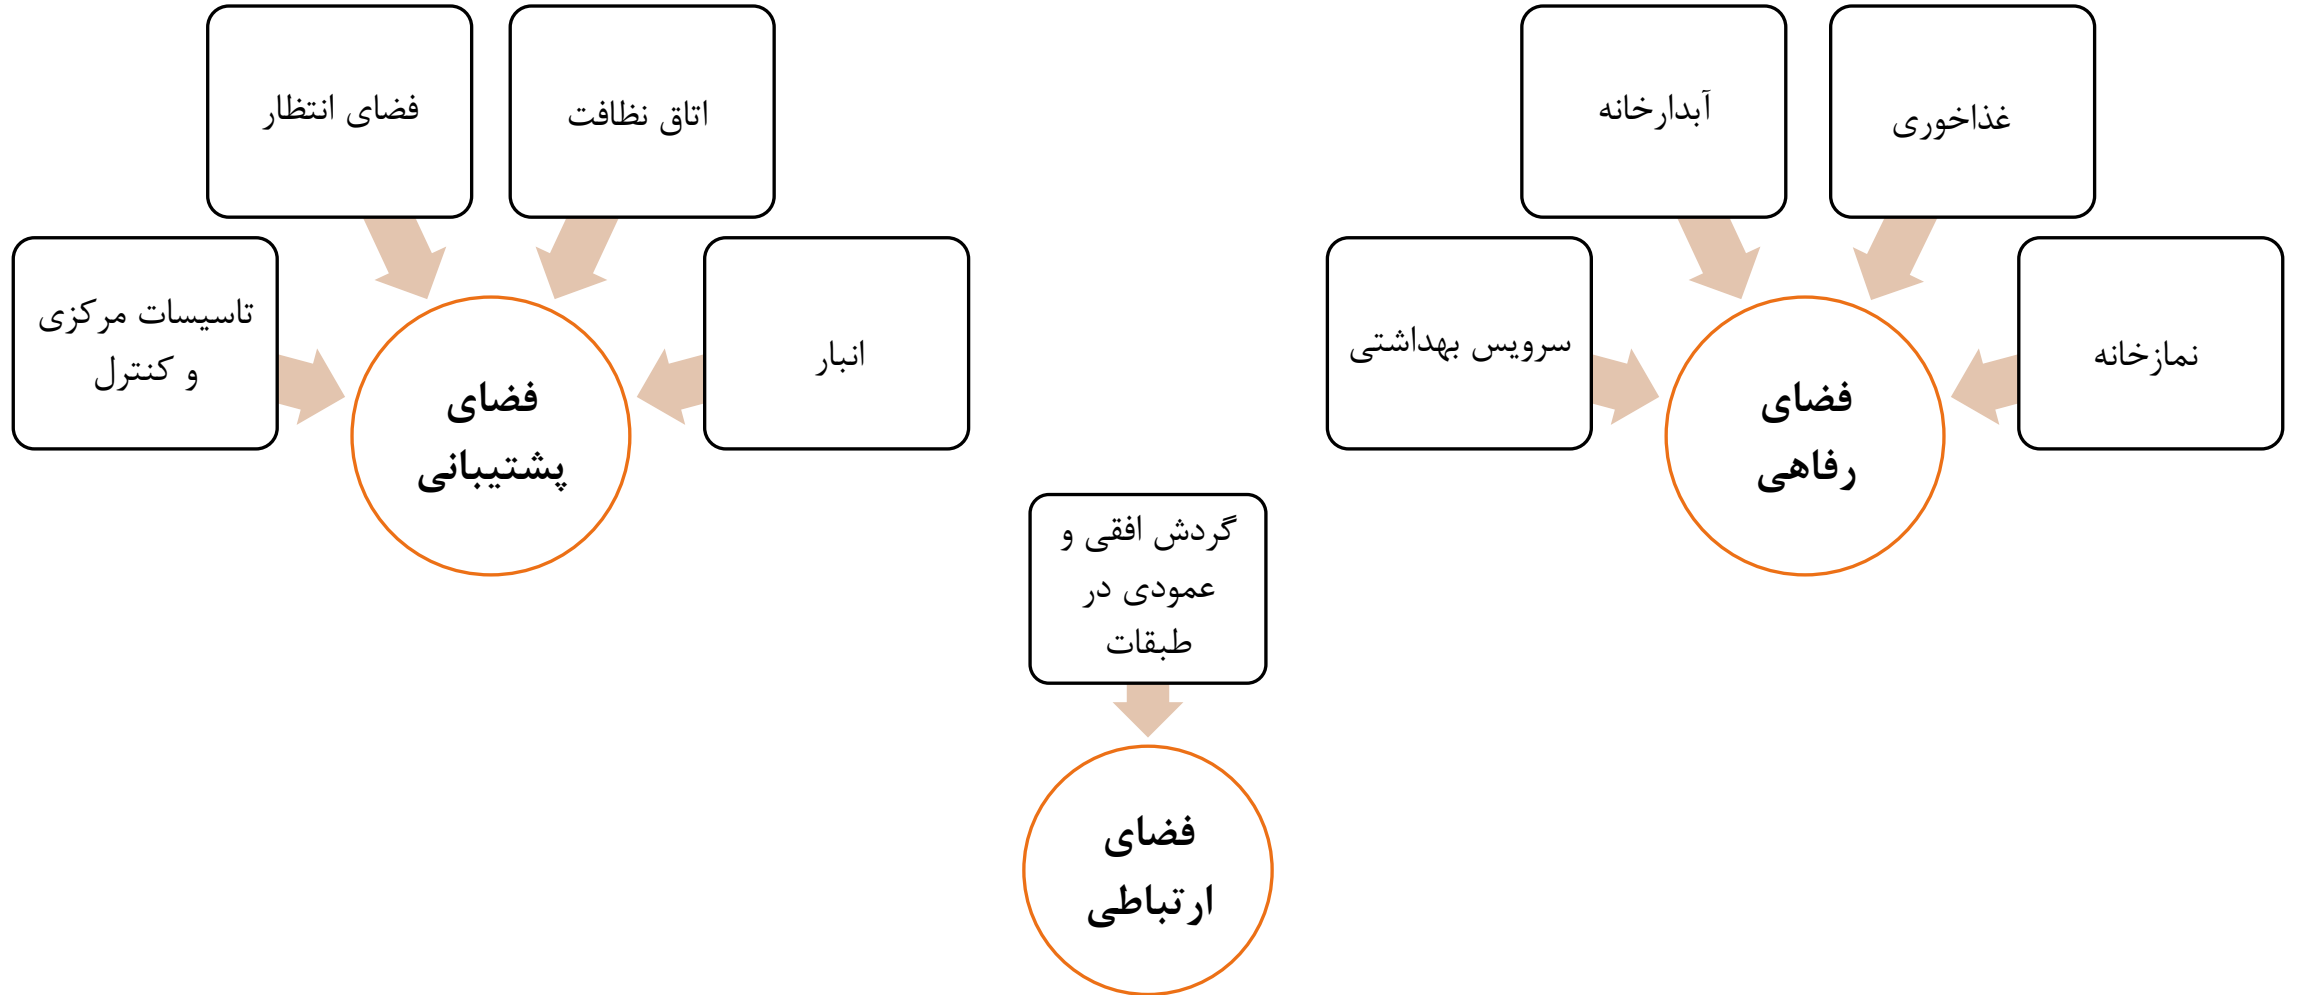 غذاخوری
آبدارخانه
نمازخانه
سرویس بهداشتی
فضای
رفاهی
اتاق نظافت
فضای انتظار
انبار
تاسیسات مرکزی
و کنترل
فضای
پشتیبانی
گردش افقی و
عمودی در
طبقات
فضای
ارتباطی